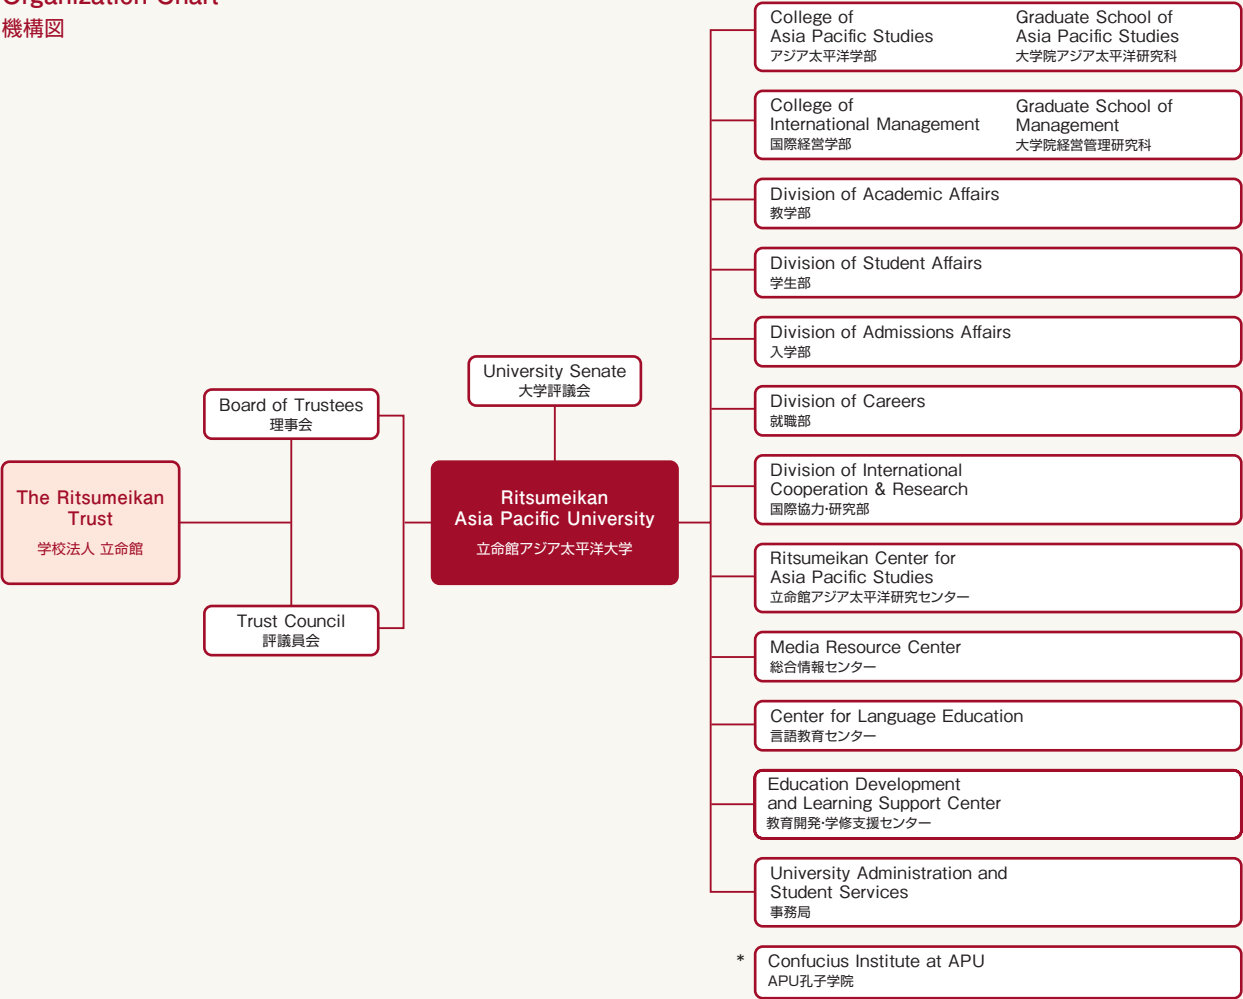 Organization Chart
機構図
The Ritsumeikan
Trust
学校法人 立命館
Board of Trustees
理事会
Trust Council
評議員会
University Senate
大学評議会
Ritsumeikan
Asia Pacific University
立命館アジア太平洋大学
College of
Asia Pacific Studies
アジア太平洋学部
Graduate School of
Asia Pacific Studies
大学院アジア太平洋研究科
College of
International Management
国際経営学部
Graduate School of
Management
大学院経営管理研究科
Division of Academic Affairs
教学部
Division of Student Affairs
学生部
Division of Admissions Affairs
入学部
Division of Careers
就職部
Division of International
Cooperation & Research
国際協力・研究部
Ritsumeikan Center for
Asia Pacific Studies
立命館アジア太平洋研究センター
Media Resource Center
総合情報センター
Center for Language Education
言語教育センター
Education Development
and Learning Support Center
教育開発・学修支援センター
University Administration and
Student Services
事務局
* Confucius Institute at APU
APU孔子学院